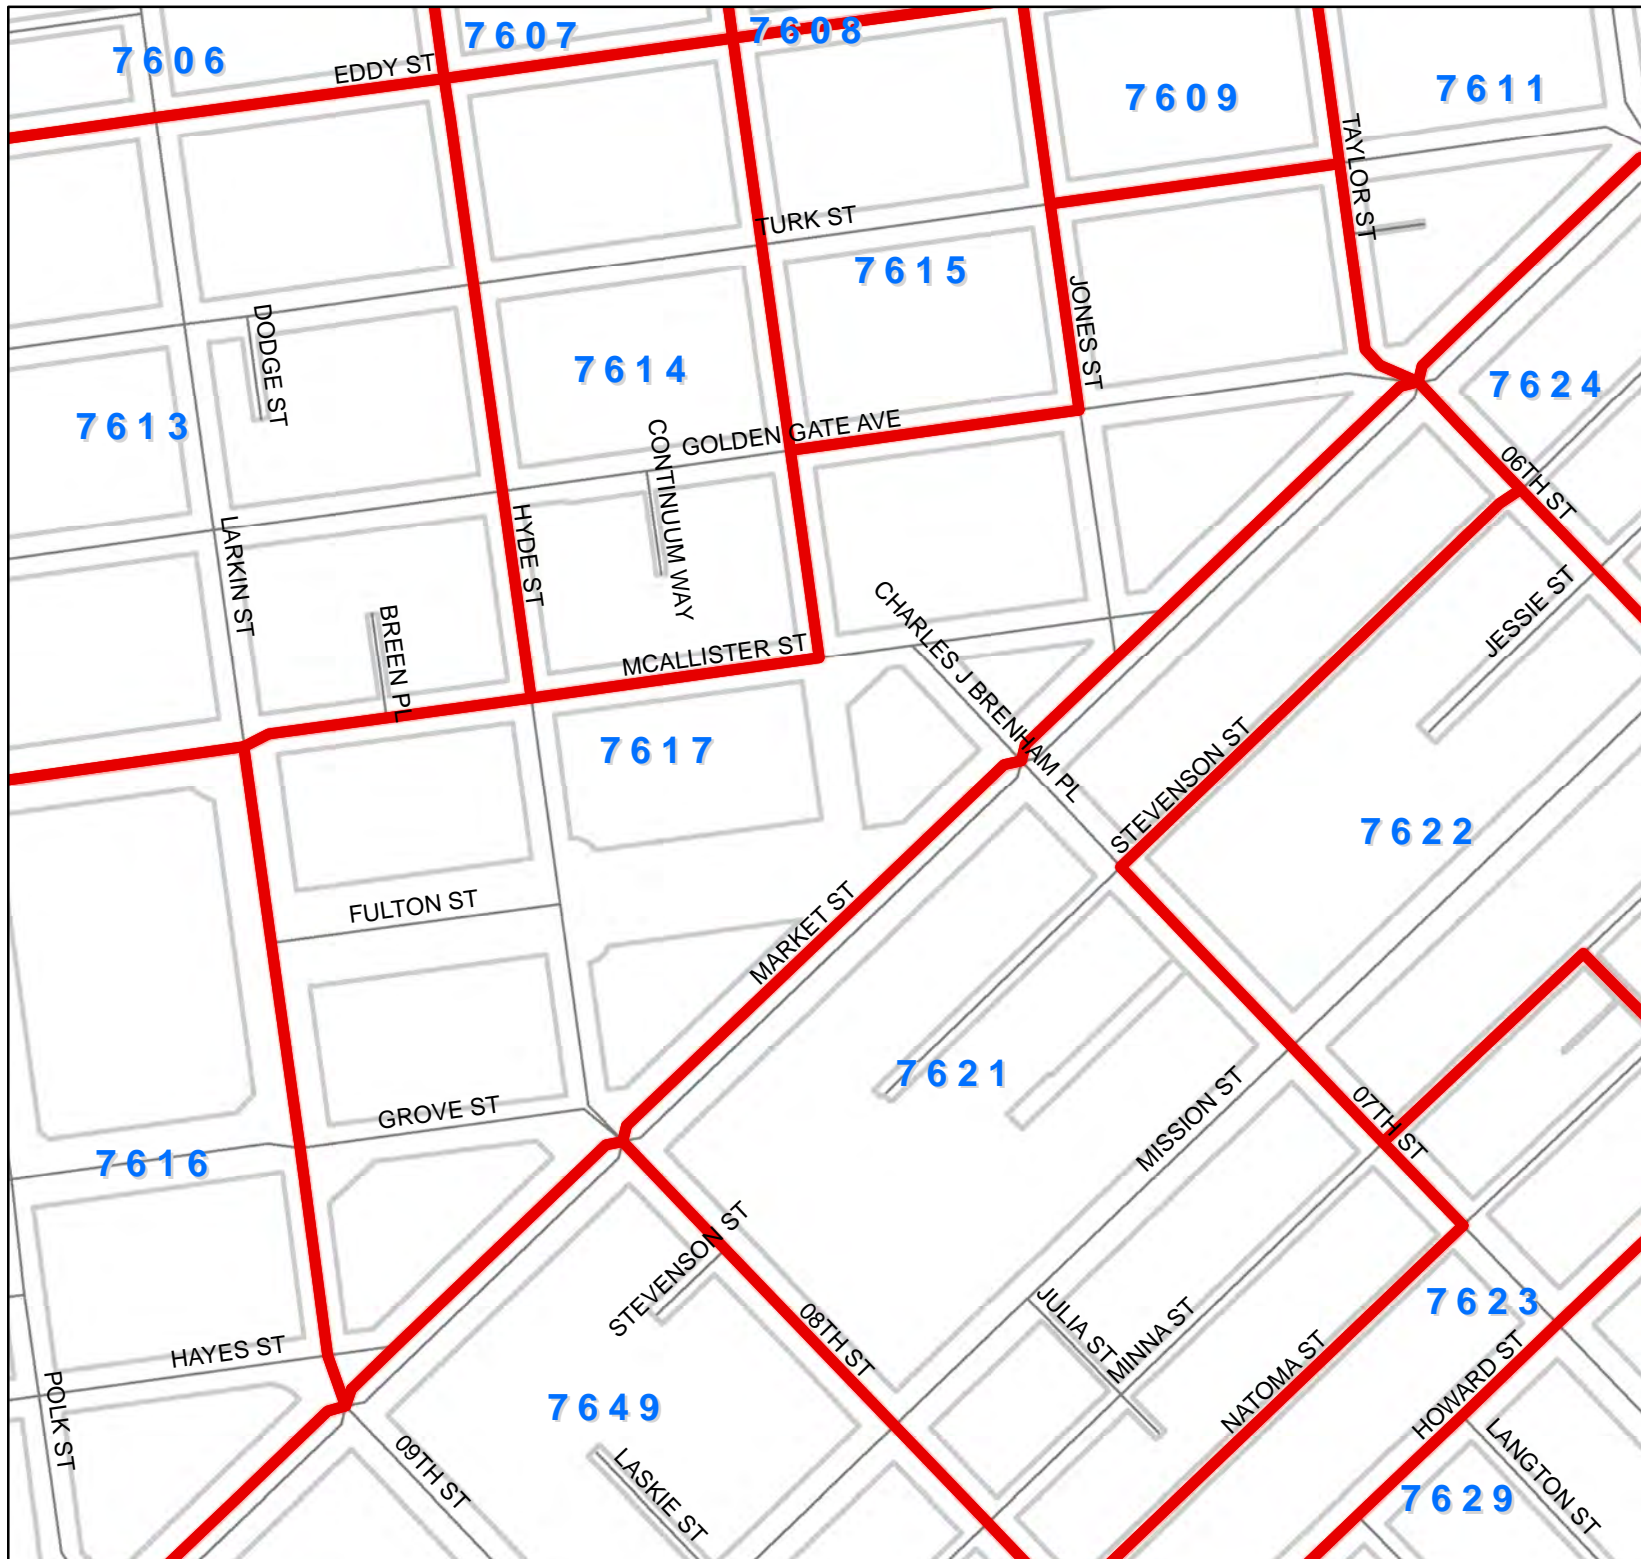 7607
7608
7606
EDDY ST
7609
7611
TAYLOR ST
TURK ST
7615
JONES ST
DODGE ST
7614
7624
7613
GOLDEN GATE AVE
CONTINUUM WAY
06TH ST
HYDE ST
LARKIN ST
JESSIE ST
CHARLES J BRENHAM PL
BREEN PL
MCALLISTER ST
7617
STEVENSON ST
7622
MARKET ST
FULTON ST
7621
MISSION ST
07TH ST
GROVE ST
7616
STEVENSON ST
JULIA ST
MINNA ST
7623
08TH ST
NATOMA ST
HOWARD ST
HAYES ST
POLK ST
7649
09TH ST
LASKIE ST
LANGTON ST
7629